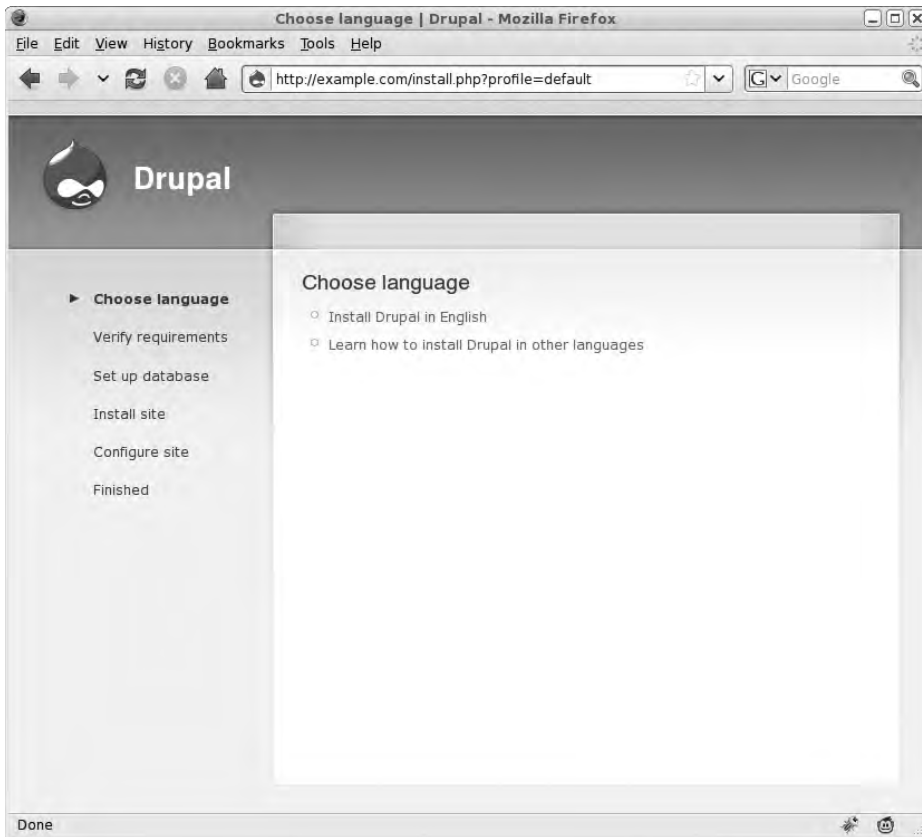 Choose language | Drupal - Mozilla Firefox
File Edit View History Bookmarks Tools Help
http://example.com/install.php?profile=default
G Google
Drupal
Choose language
Verify requirements
Set up database
Install site
Configure site
Finished
Choose language
Install Drupal in English
Learn how to install Drupal in other languages
Done